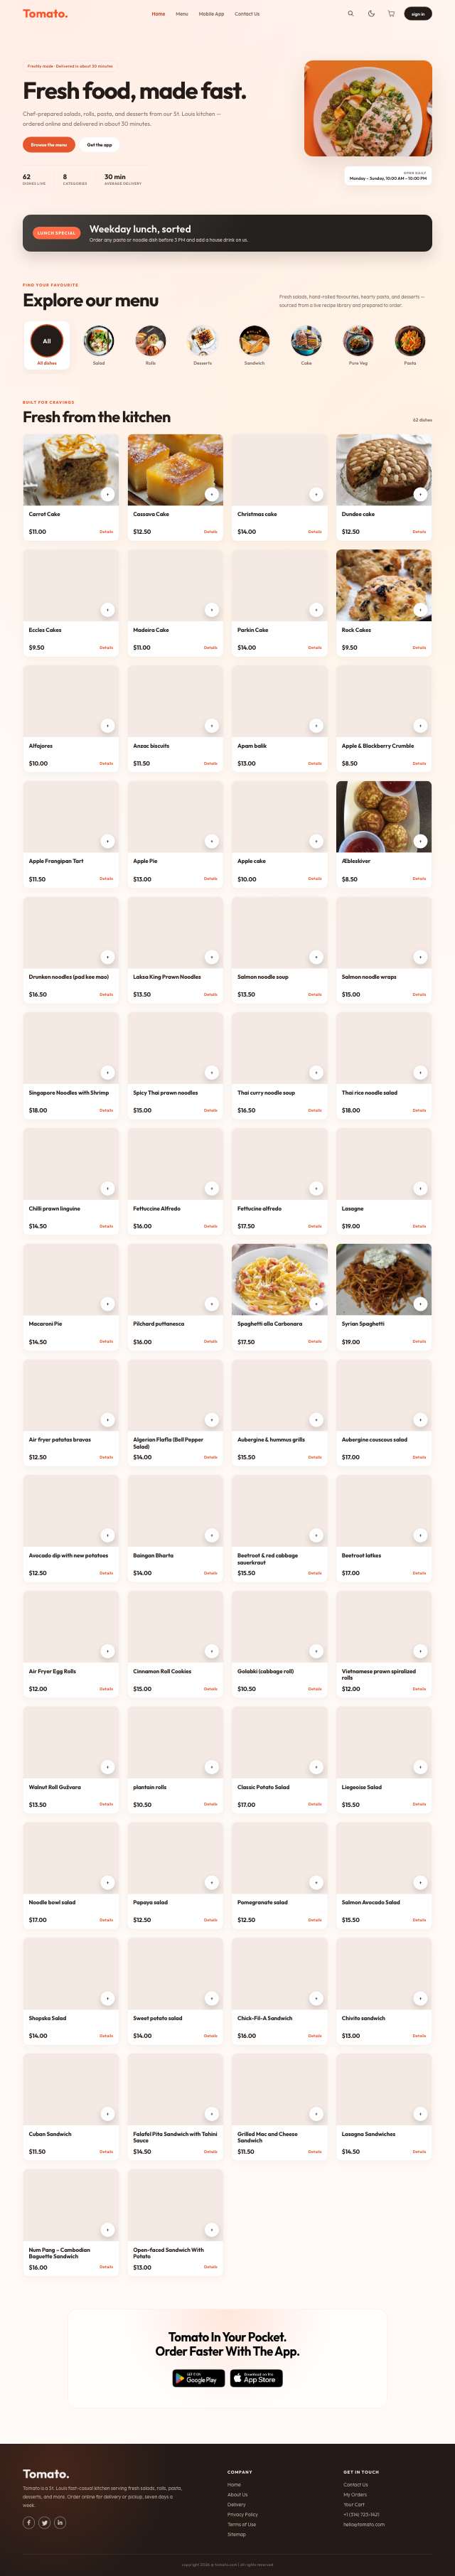 Tomato.
Home
Menu
Mobile App
Contact Us
sign in
Freshly made · Delivered in about 30 minutes
Fresh food, made fast.
Chef-prepared salads, rolls, pasta, and desserts from our St. Louis kitchen —
ordered online and delivered in about 30 minutes.
Browse the menu
Get the app
62
DISHES LIVE
8
CATEGORIES
30 min
AVERAGE DELIVERY
OPEN DAILY
Monday – Sunday, 10:00 AM – 10:00 PM
LUNCH SPECIAL
Weekday lunch, sorted
Order any pasta or noodle dish before 3 PM and add a house drink on us.
FIND YOUR FAVOURITE
Explore our menu
Fresh salads, hand-rolled favourites, hearty pasta, and desserts —
sourced from a live recipe library and prepared to order.
All
All dishes
Salad
Rolls
Desserts
Sandwich
Cake
Pure Veg
Pasta
BUILT FOR CRAVINGS
Fresh from the kitchen
62 dishes
Carrot Cake
$11.00
Details
Cassava Cake
$12.50
Details
Christmas cake
$14.00
Details
Dundee cake
$12.50
Details
Eccles Cakes
$9.50
Details
Madeira Cake
$11.00
Details
Parkin Cake
$14.00
Details
Rock Cakes
$9.50
Details
Alfajores
$10.00
Details
Anzac biscuits
$11.50
Details
Apam balik
$13.00
Details
Apple & Blackberry Crumble
$8.50
Details
Apple Frangipan Tart
$11.50
Details
Apple Pie
$13.00
Details
Apple cake
$10.00
Details
Æbleskiver
$8.50
Details
Drunken noodles (pad kee mao)
$16.50
Details
Laksa King Prawn Noodles
$13.50
Details
Salmon noodle soup
$13.50
Details
Salmon noodle wraps
$15.00
Details
Singapore Noodles with Shrimp
$18.00
Details
Spicy Thai prawn noodles
$15.00
Details
Thai curry noodle soup
$16.50
Details
Thai rice noodle salad
$18.00
Details
Chilli prawn linguine
$14.50
Details
Fettuccine Alfredo
$16.00
Details
Fettucine alfredo
$17.50
Details
Lasagne
$19.00
Details
Macaroni Pie
$14.50
Details
Pilchard puttanesca
$16.00
Details
Spaghetti alla Carbonara
$17.50
Details
Syrian Spaghetti
$19.00
Details
Air fryer patatas bravas
$12.50
Details
Algerian Flafla (Bell Pepper
Salad)
$14.00
Details
Aubergine & hummus grills
$15.50
Details
Aubergine couscous salad
$17.00
Details
Avocado dip with new potatoes
$12.50
Details
Baingan Bharta
$14.00
Details
Beetroot & red cabbage
sauerkraut
$15.50
Details
Beetroot latkes
$17.00
Details
Air Fryer Egg Rolls
$12.00
Details
Cinnamon Roll Cookies
$15.00
Details
Golabki (cabbage roll)
$10.50
Details
Vietnamese prawn spiralized
rolls
$12.00
Details
Walnut Roll Gužvara
$13.50
Details
plantain rolls
$10.50
Details
Classic Potato Salad
$17.00
Details
Liegeoise Salad
$15.50
Details
Noodle bowl salad
$17.00
Details
Papaya salad
$12.50
Details
Pomegranate salad
$12.50
Details
Salmon Avocado Salad
$15.50
Details
Shopska Salad
$14.00
Details
Sweet potato salad
$14.00
Details
Chick-Fil-A Sandwich
$16.00
Details
Chivito sandwich
$13.00
Details
Cuban Sandwich
$11.50
Details
Falafel Pita Sandwich with Tahini
Sauce
$14.50
Details
Grilled Mac and Cheese
Sandwich
$11.50
Details
Lasagna Sandwiches
$14.50
Details
Num Pang – Cambodian
Baguette Sandwich
$16.00
Details
Open-faced Sandwich With
Potato
$13.00
Details
Tomato In Your Pocket.
Order Faster With The App.
GET IT ON
Google Play
Download on the
App Store
Tomato.
Tomato is a St. Louis fast-casual kitchen serving fresh salads, rolls, pasta,
and desserts. Order online for delivery or pickup, seven days a
week.
COMPANY
Home
About Us
Delivery
Privacy Policy
Terms of Use
Sitemap
GET IN TOUCH
Contact Us
My Orders
Your Cart
+1 (314) 723-1421
hello@tomato.com
copyright 2026 © tomato.com | all rights reserved